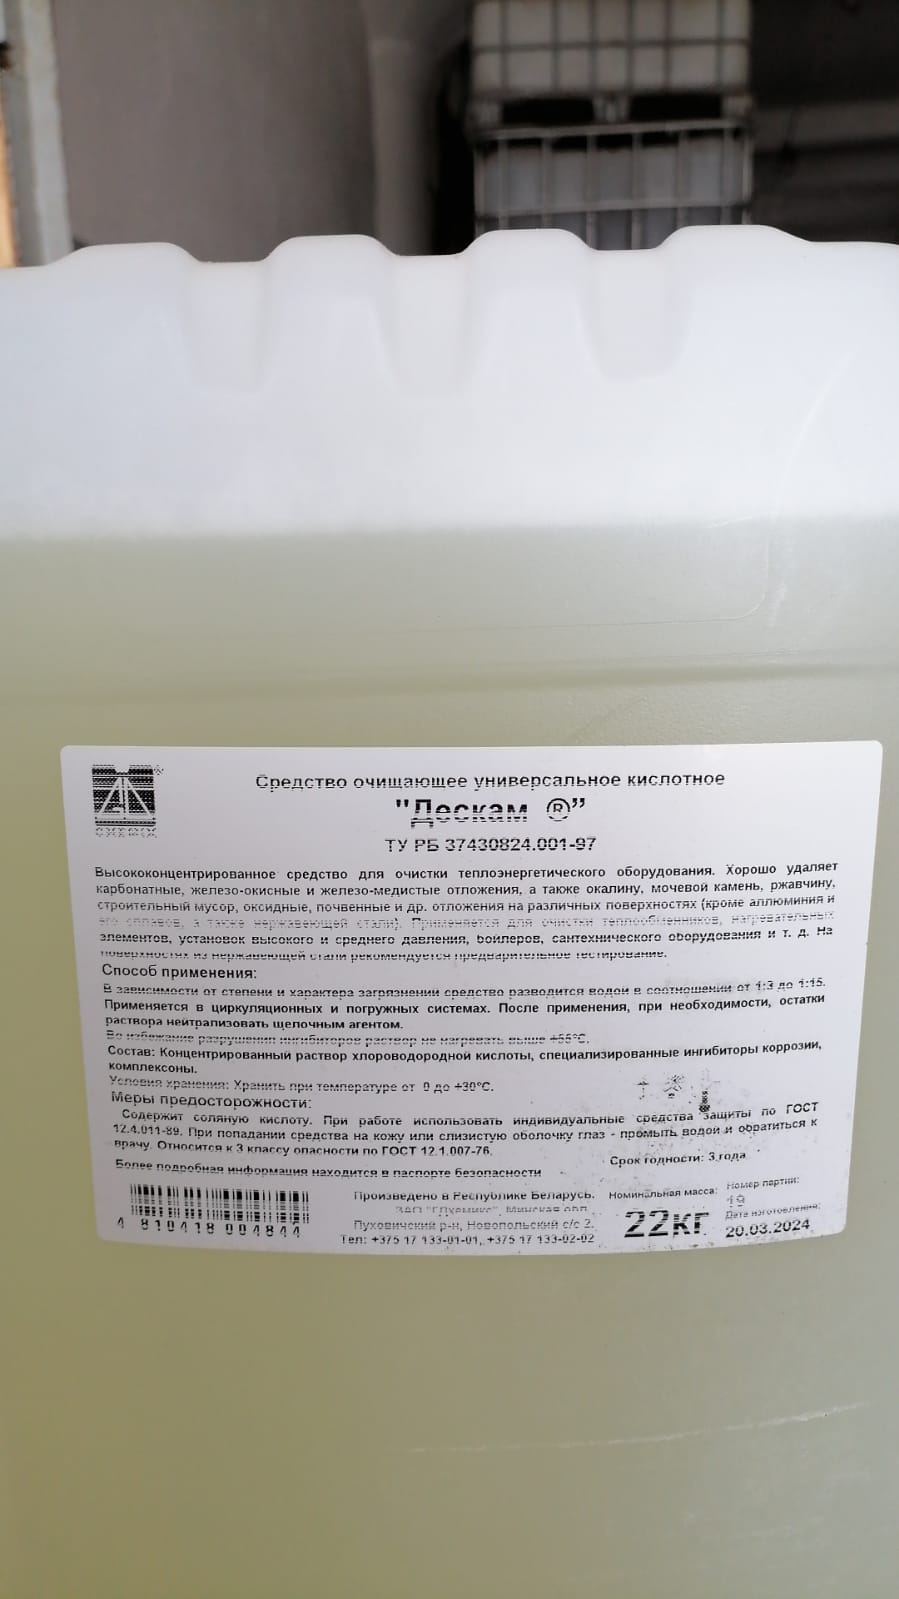 Средство очищающее универсальное кислотное
"Дескам ®”
ТУ РБ 37430824.001-97
Высококонцентрированное средство для очистки теплоэнергетического оборудования. Хорошо удаляет
карбонатные, железо-окисные и железо-медистые отложения, а также окалину, мочевой камень, ржавчину,
строительный мусор, оксидные, почвенные и др. отложения на различных поверхностях (кроме аллюминия и
его сплавов, а также нержавеющей стали). Применяется для очистки теплообменников, нагревательных
элементов, установок высокого и среднего давления, бойлеров, сантехнического оборудования и т. д. На
поверхностях из нержавеющей стали рекомендуется предварительное тестирование.
Способ применения:
В зависимости от степени и характера загрязнений средство разводится водой в соотношении от 1:3 до 1:15.
Применяется в циркуляционных и погружных системах. После применения, при необходимости, остатки
раствора нейтрализовать щелочным агентом.
Во избежание разрушения ингибиторов раствор не нагревать выше +55°С.
Состав: Концентрированный раствор хлороводородной кислоты, специализированные ингибиторы коррозии,
комплексоны.
Условия хранения: Хранить при температуре от 0 до +30°С.
Меры предосторожности:
Содержит соляную кислоту. При работе использовать индивидуальные средства защиты по ГОСТ
12.4.011-89. При попадании средства на кожу или слизистую оболочку глаз - промыть водой и обратиться к
врачу. Относится к 3 классу опасности по ГОСТ 12.1.007-76.
Более подробная информация находится в паспорте безопасности
Срок годности: 3 года
4 810418 004844
Произведено в Республике Беларусь.
Минская обл.
Пуховичский р-н, Новопольский с/с 2.
Тел: +375 17 133-01-01, +375 17 133-02-02
Номинальная масса:
22кг
Номер партии:
19
Дата изготовления:
20.03.2024